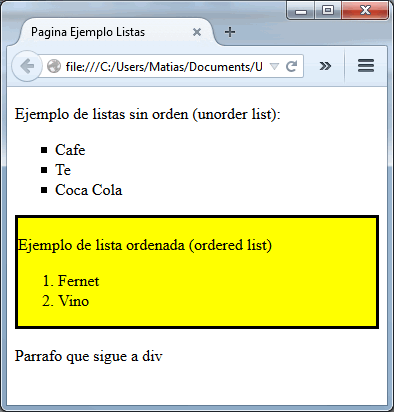 Pagina Ejemplo Listas
file:///C:/Users/Matias/Documents/U
Ejemplo de listas sin orden (unorder list):
Cafe
Te
Coca Cola
Ejemplo de lista ordenada (ordered list)
1. Fernet
2. Vino
Parrafo que sigue a div